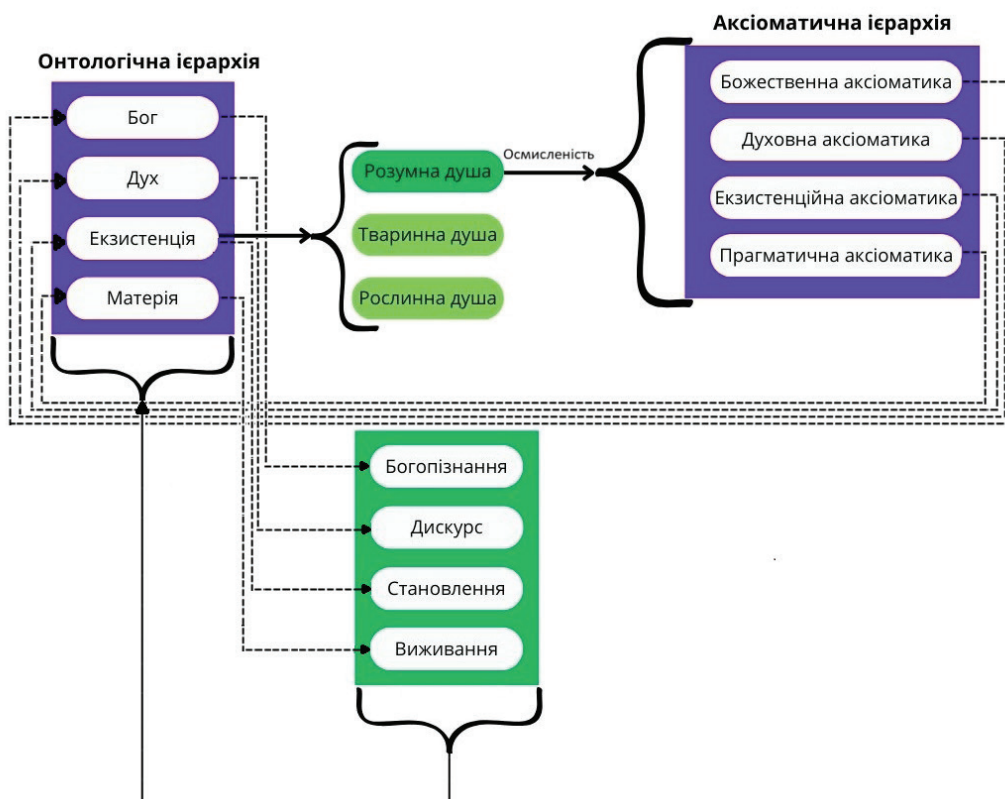 Онтологічна ієрархія
Бог
Дух
Екзистенція
Матерія
Розумна душа
Тваринна душа
Рослинна душа
Осмисленість
Аксіоматична ієрархія
Божественна аксіоматика
Духовна аксіоматика
Екзистенційна аксіоматика
Прагматична аксіоматика
Богопізнання
Дискурс
Становлення
Виживання